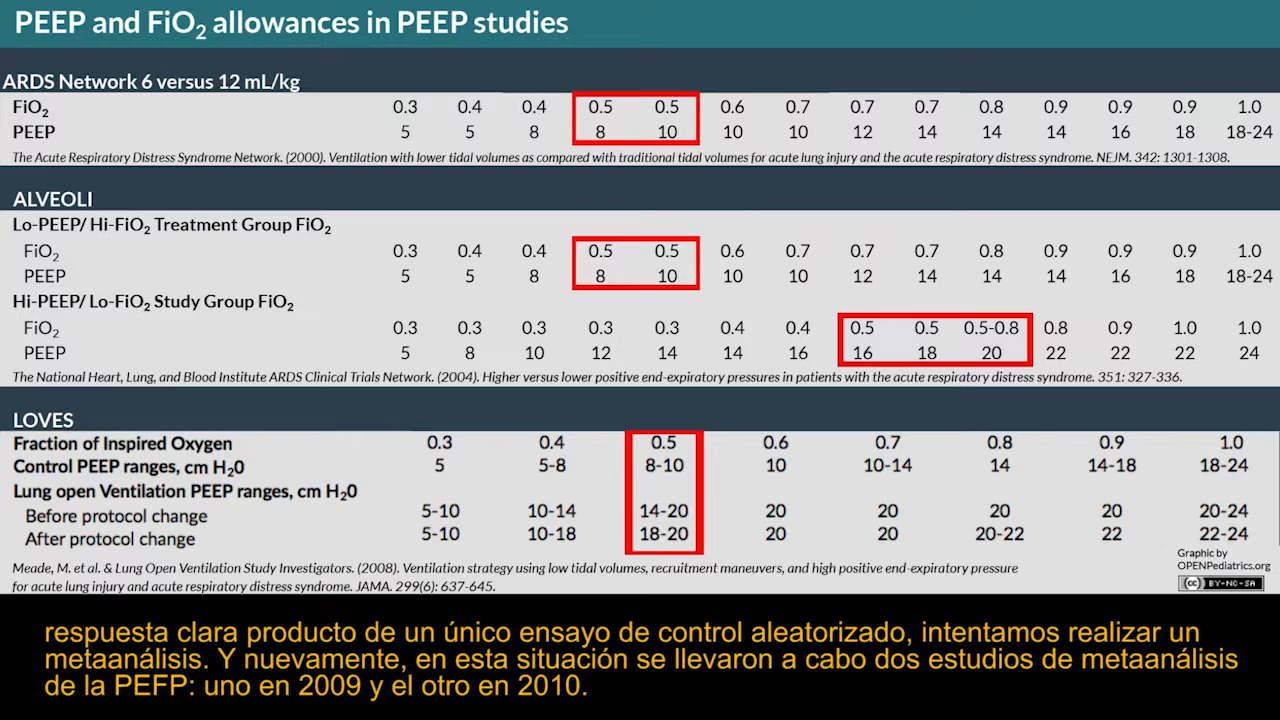 PEEP and FiO2 allowances in PEEP studies
ARDS Network 6 versus 12 mL/kg
FiO2 0.3 0.4 0.4 0.5 0.5 0.6 0.7 0.7 0.7 0.8 0.9 0.9 0.9 1.0
PEEP 5 5 8 8 10 10 10 12 14 14 14 16 18 18-24
The Acute Respiratory Distress Syndrome Network. (2000). Ventilation with lower tidal volumes as compared with traditional tidal volumes for acute lung injury and the acute respiratory distress syndrome. NEJM. 342: 1301-1308.
ALVEOLI
Lo-PEEP/ Hi-FiO2 Treatment Group FiO2
FiO2 0.3 0.4 0.4 0.5 0.5 0.6 0.7 0.7 0.7 0.8 0.9 0.9 0.9 1.0
PEEP 5 5 8 8 10 10 10 12 14 14 14 16 18 18-24
Hi-PEEP/ Lo-FiO2 Study Group FiO2
FiO2 0.3 0.3 0.3 0.3 0.3 0.4 0.4 0.5 0.5 0.5-0.8 0.8 0.9 1.0 1.0
PEEP 5 8 10 12 14 14 16 16 18 20 22 22 22 24
The National Heart, Lung, and Blood Institute ARDS Clinical Trials Network. (2004). Higher versus lower positive end-expiratory pressures in patients with the acute respiratory distress syndrome. 351: 327-336.
LOVES
Fraction of Inspired Oxygen 0.3 0.4 0.5 0.6 0.7 0.8 0.9 1.0
Control PEEP ranges, cm H20 5 5-8 8-10 10 10-14 14 14-18 18-24
Lung open Ventilation PEEP ranges, cm H20
Before protocol change 5-10 10-14 14-20 20 20 20 20 20-24
After protocol change 5-10 10-18 18-20 20 20 20-22 22 22-24
Meade, M. et al. & Lung Open Ventilation Study Investigators. (2008). Ventilation strategy using low tidal volumes, recruitment maneuvers, and high positive end-expiratory pressure
for acute lung injury and acute respiratory distress syndrome. JAMA. 299(6): 637-645.
Graphic by
OPENPediatrics.org
cc BY-NC-SA
respuesta clara producto de un único ensayo de control aleatorizado, intentamos realizar un
metaanálisis. Y nuevamente, en esta situación se llevaron a cabo dos estudios de metaanálisis
de la PEFP: uno en 2009 y el otro en 2010.